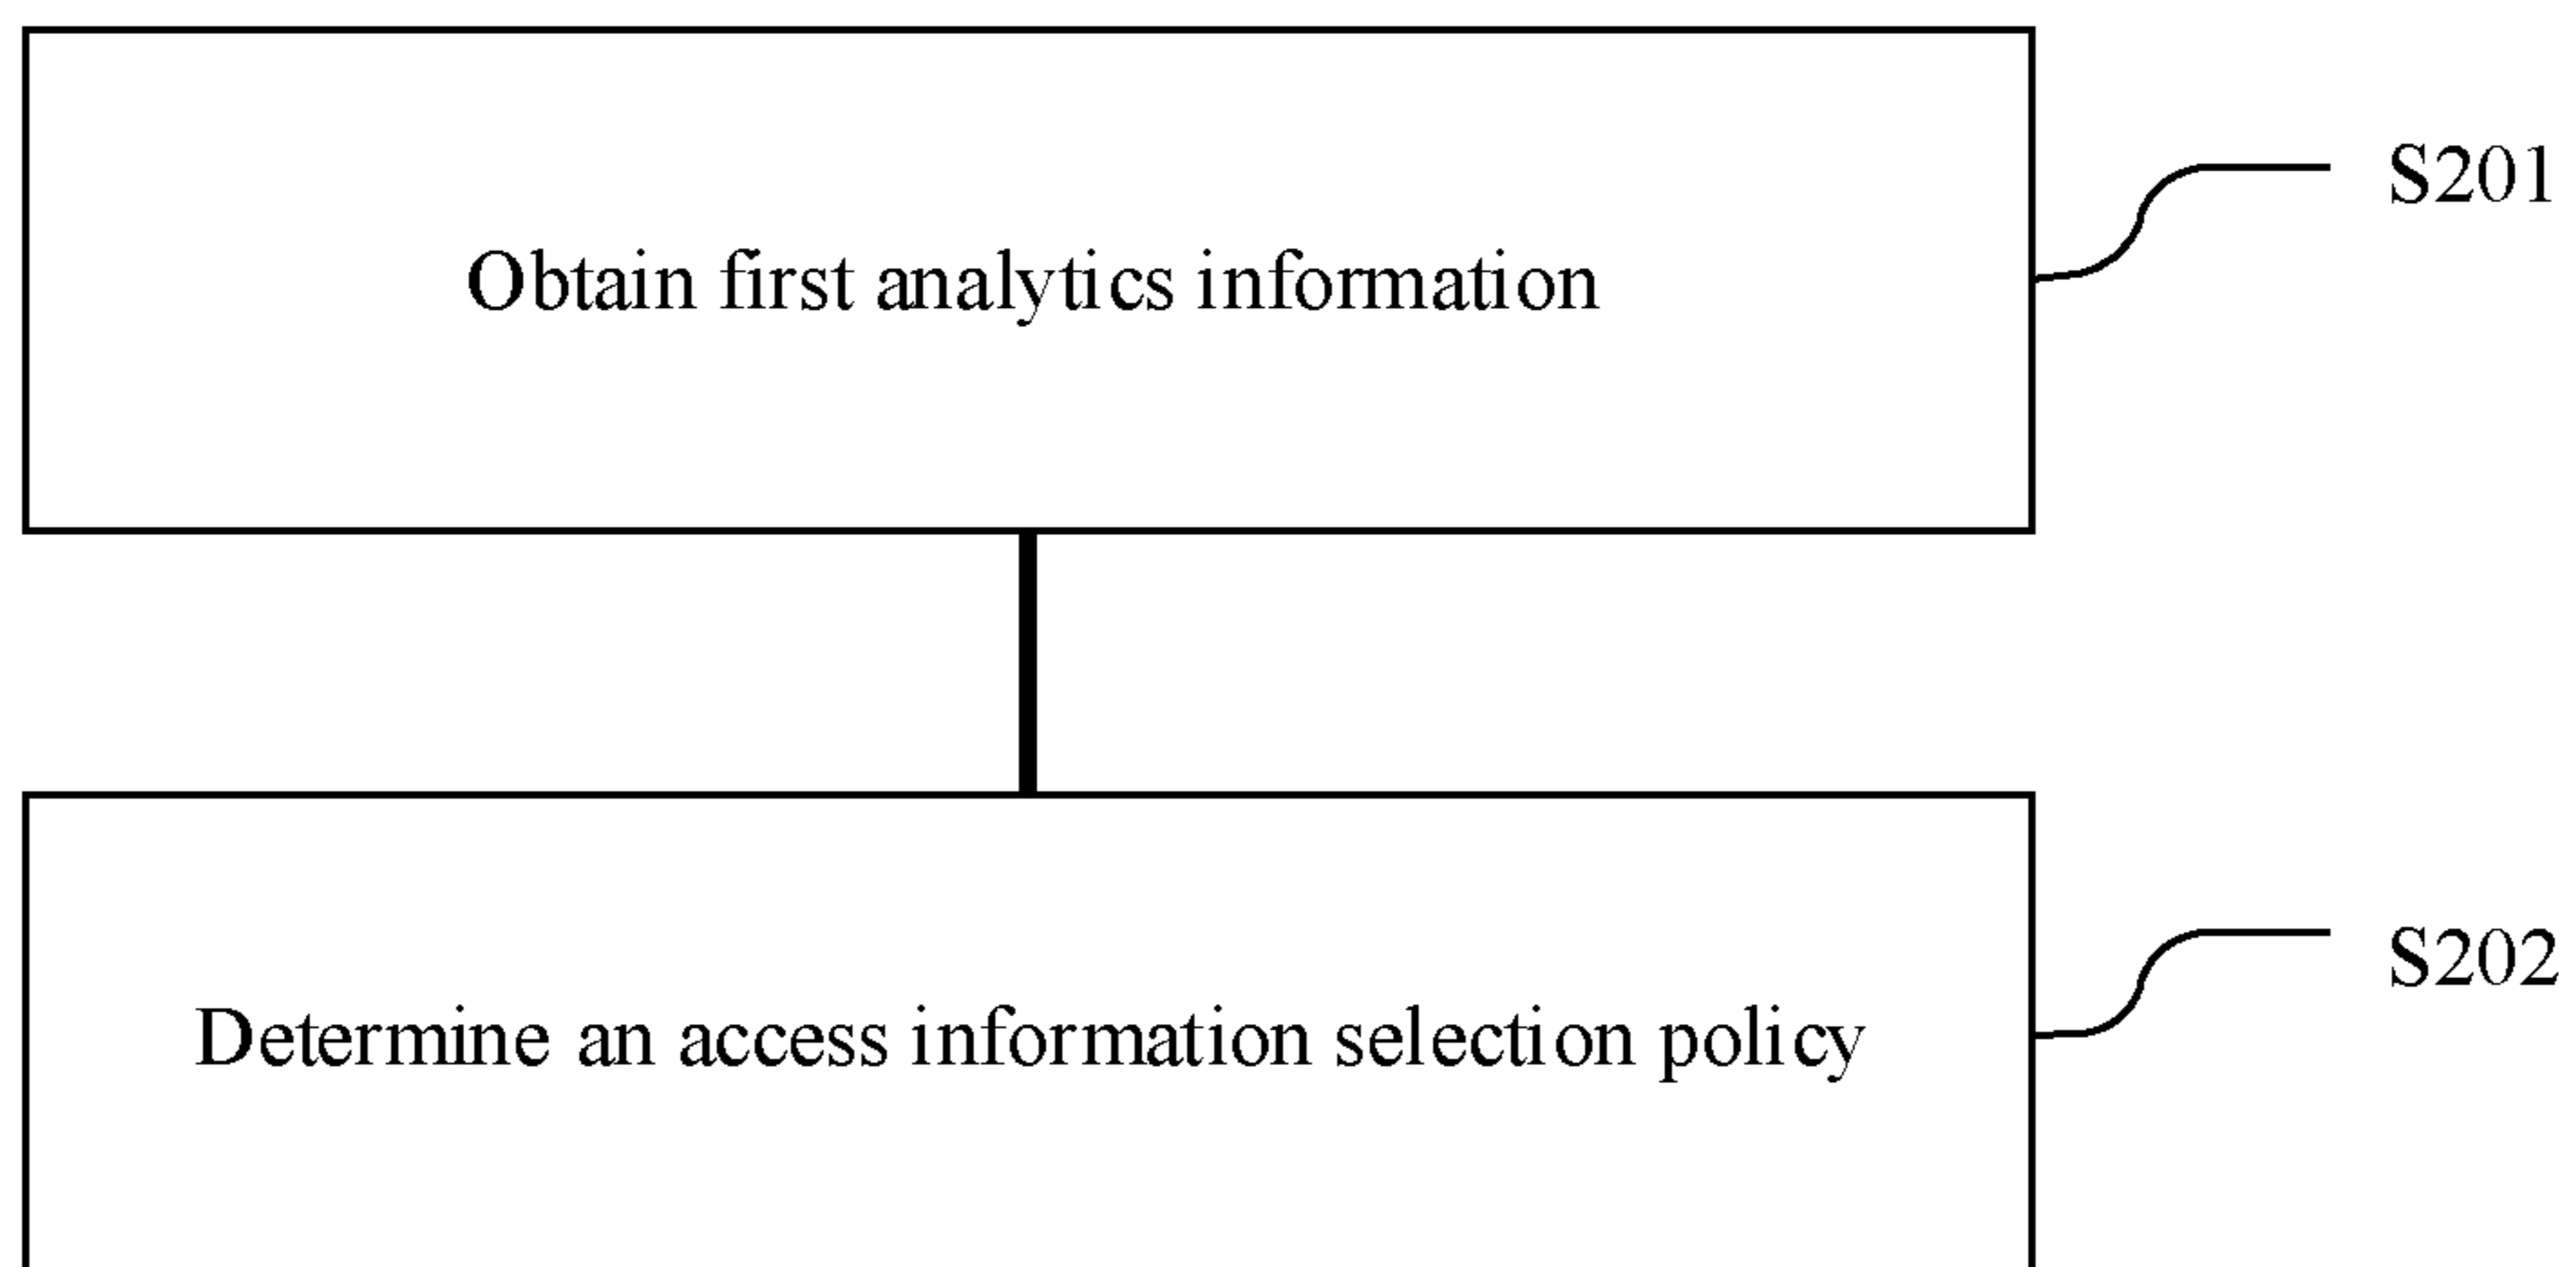 S201
Obtain first analytics information
S202
Determine an access information selection policy